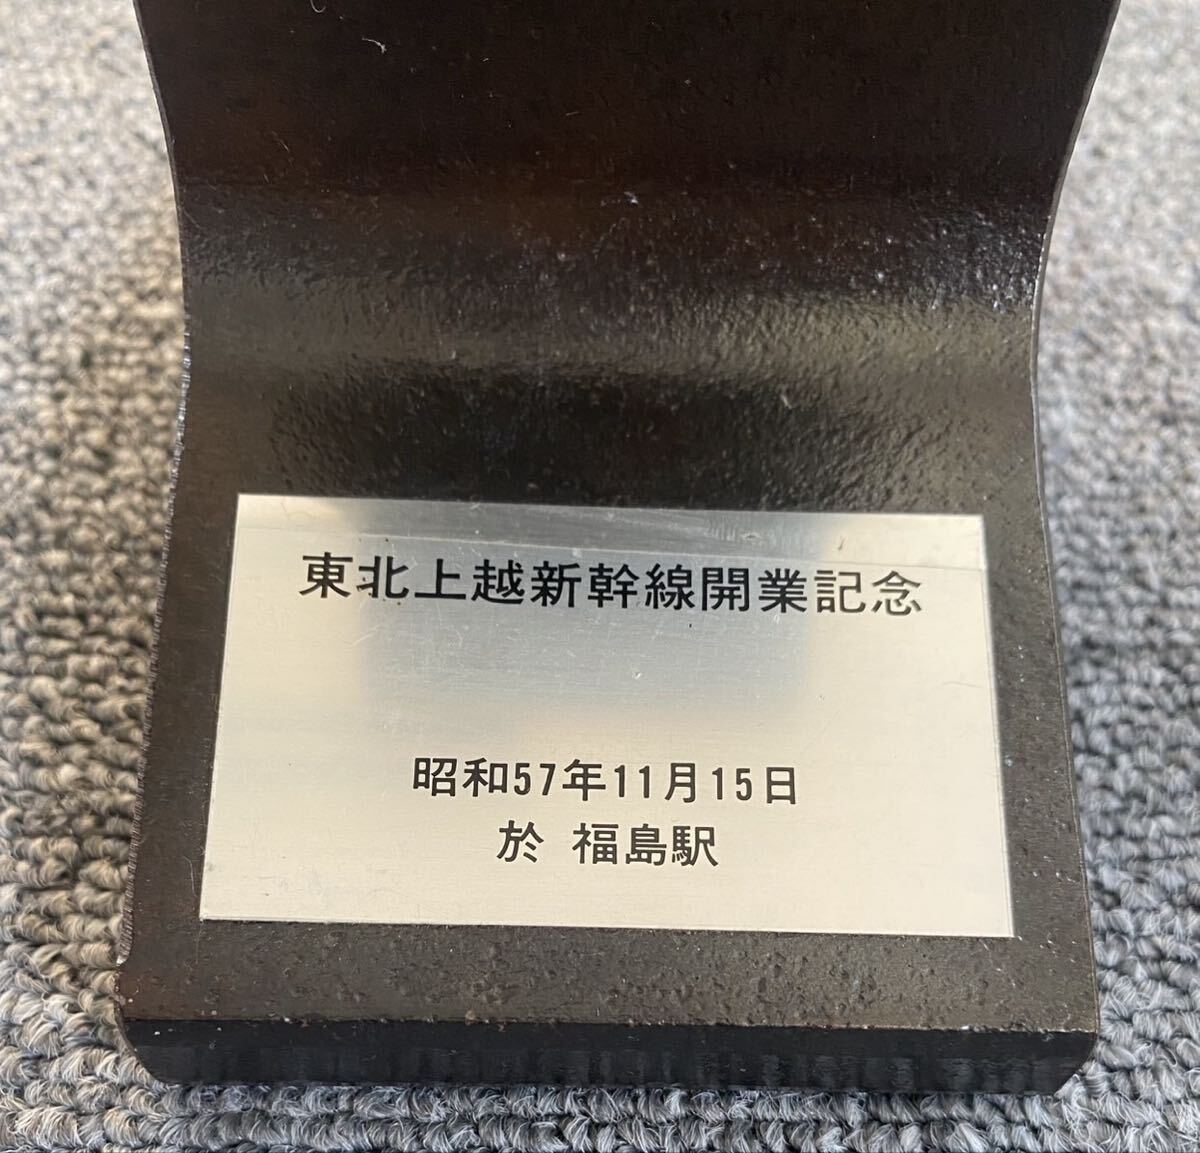 東北上越新幹線開業記念
昭和57年11月15日
於 福島駅